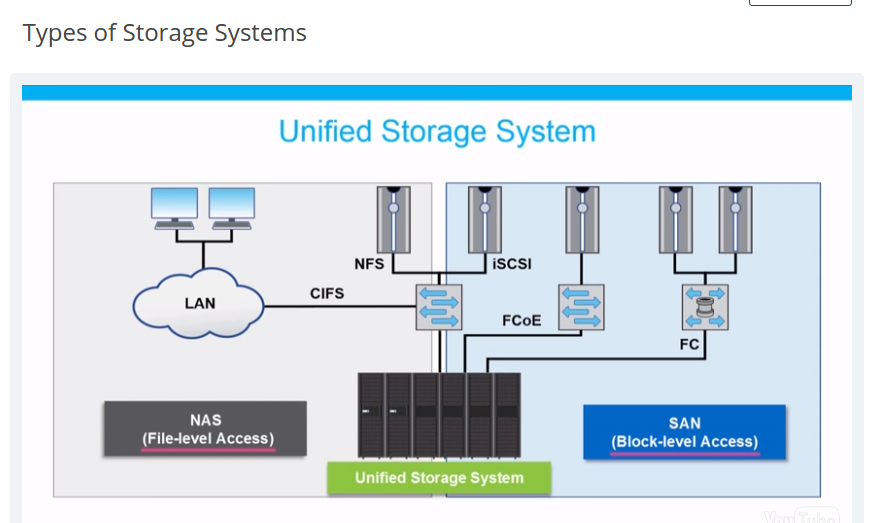 Types of Storage Systems
Unified Storage System
NFS
iSCSI
LAN
CIFS
FCoE
FC
NAS
(File-level Access)
SAN
(Block-level Access)
Unified Storage System
YouTube